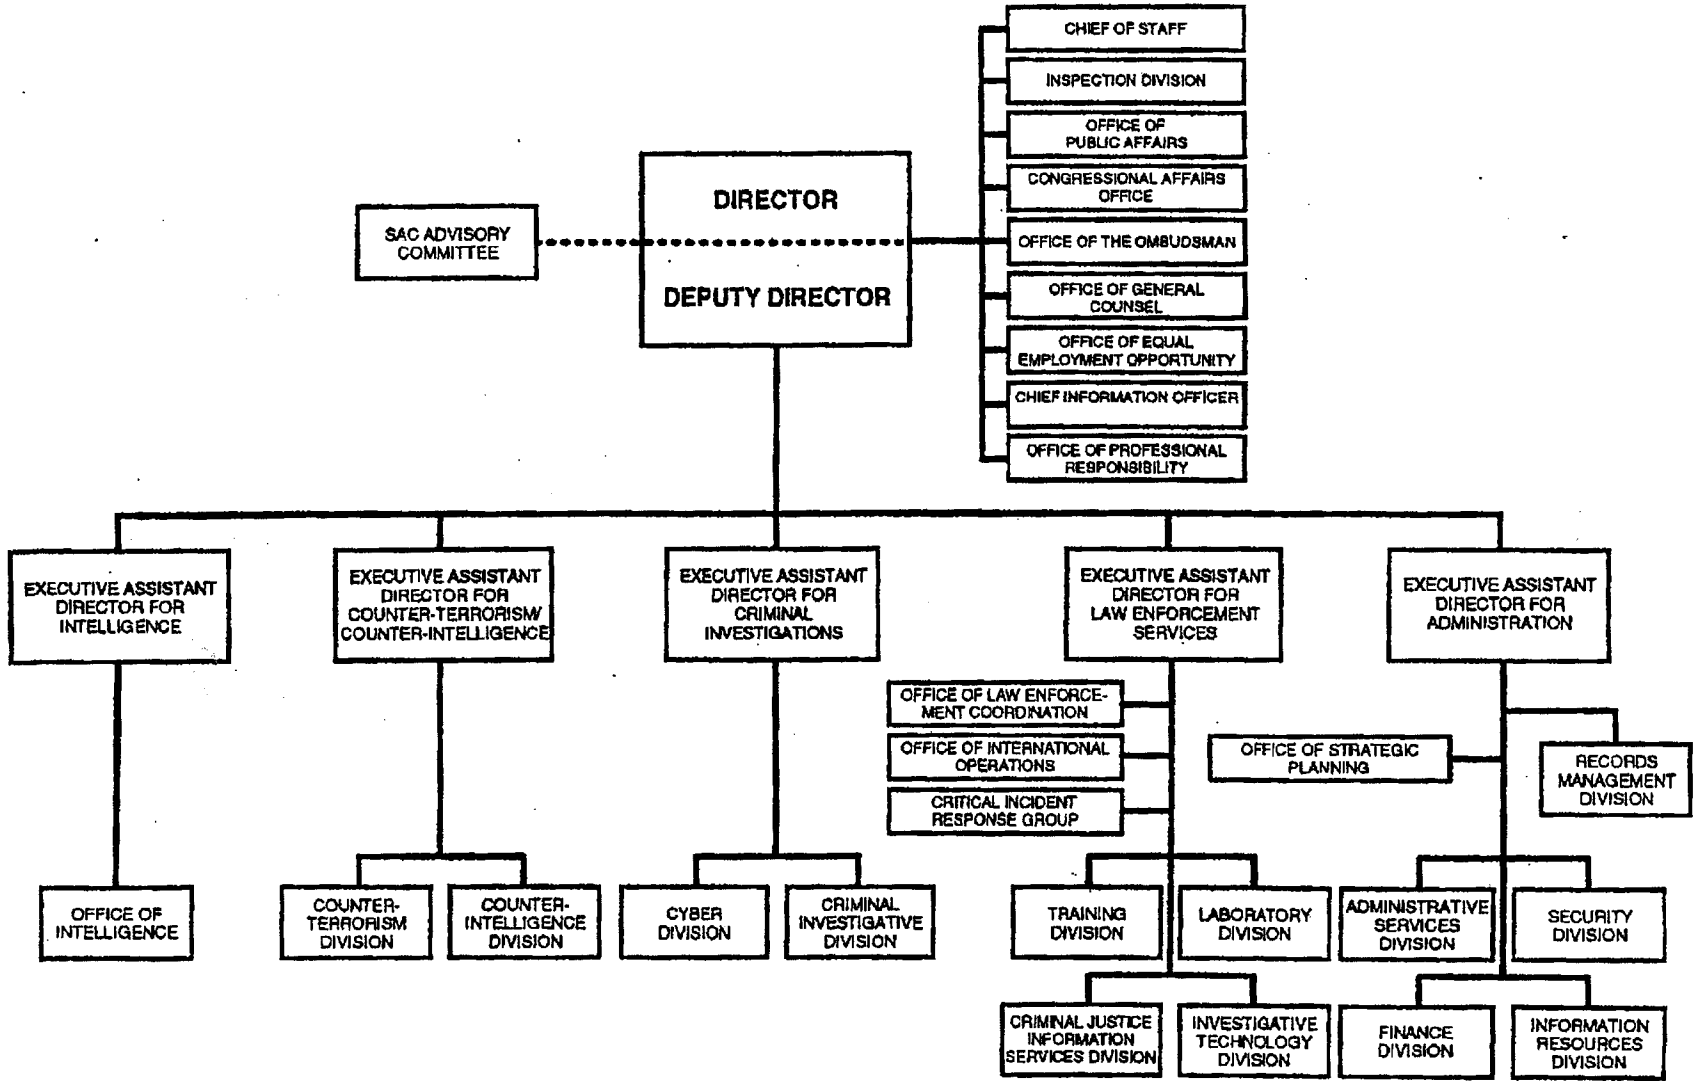 CHIEF OF STAFF
INSPECTION DIVISION
OFFICE OF
PUBLIC AFFAIRS
CONGRESSIONAL AFFAIRS
OFFICE
OFFICE OF THE OMBUDSMAN
OFFICE OF GENERAL
COUNSEL
OFFICE OF EQUAL
EMPLOYMENT OPPORTUNITY
CHIEF INFORMATION OFFICER
OFFICE OF PROFESSIONAL
RESPONSIBILITY
DIRECTOR
DEPUTY DIRECTOR
SAC ADVISORY
COMMITTEE
EXECUTIVE ASSISTANT
DIRECTOR FOR
INTELLIGENCE
EXECUTIVE ASSISTANT
DIRECTOR FOR
COUNTER-TERRORISM/
COUNTER-INTELLIGENCE
EXECUTIVE ASSISTANT
DIRECTOR FOR
CRIMINAL
INVESTIGATIONS
EXECUTIVE ASSISTANT
DIRECTOR FOR
LAW ENFORCEMENT
SERVICES
EXECUTIVE ASSISTANT
DIRECTOR FOR
ADMINISTRATION
OFFICE OF LAW ENFORCE-
MENT COORDINATION
OFFICE OF INTERNATIONAL
OPERATIONS
CRITICAL INCIDENT
RESPONSE GROUP
OFFICE OF STRATEGIC
PLANNING
RECORDS
MANAGEMENT
DIVISION
OFFICE OF
INTELLIGENCE
COUNTER-
TERRORISM
DIVISION
COUNTER-
INTELLIGENCE
DIVISION
CYBER
DIVISION
CRIMINAL
INVESTIGATIVE
DIVISION
TRAINING
DIVISION
LABORATORY
DIVISION
ADMINISTRATIVE
SERVICES
DIVISION
SECURITY
DIVISION
CRIMINAL JUSTICE
INFORMATION
SERVICES DIVISION
INVESTIGATIVE
TECHNOLOGY
DIVISION
FINANCE
DIVISION
INFORMATION
RESOURCES
DIVISION